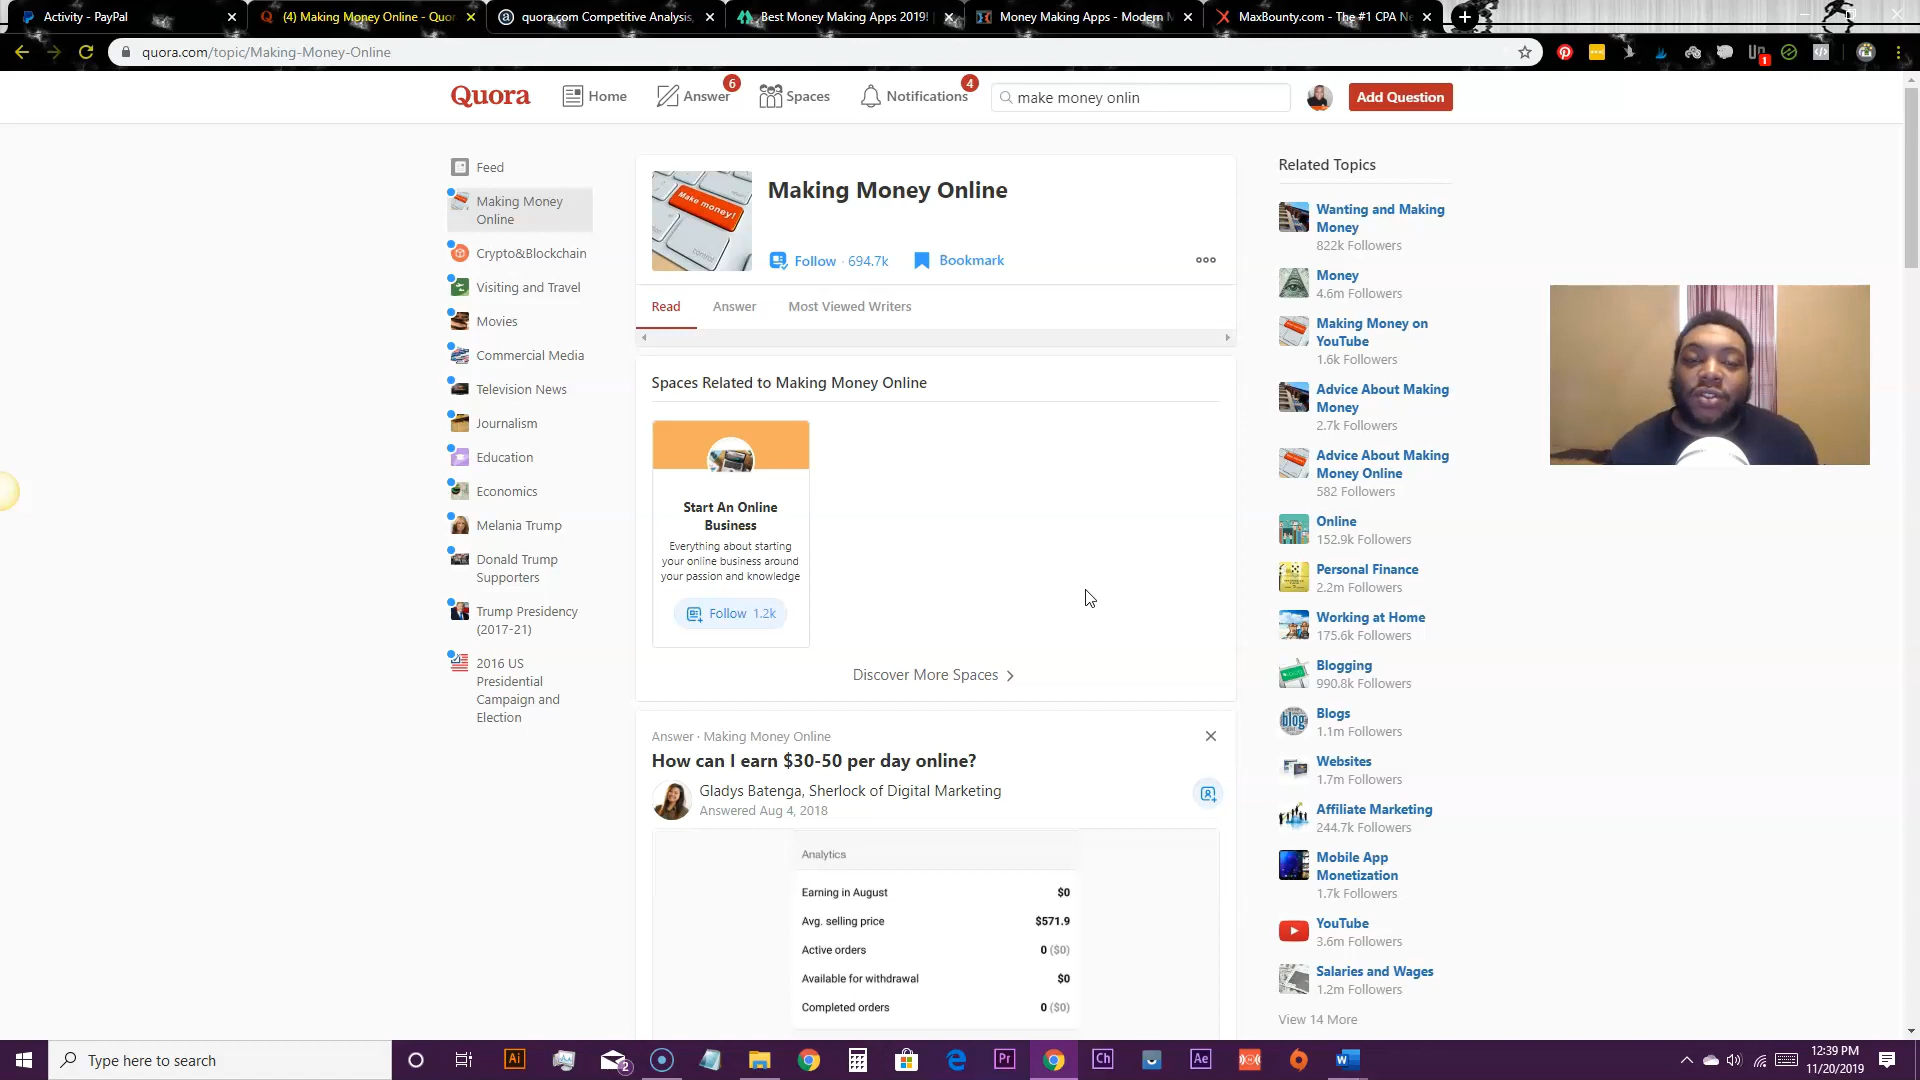 Activity - PayPal
(4) Making Money Online - Quo
quora.com Competitive Analysis,
Best Money Making Apps 2019!
Money Making Apps - Modern M
MaxBounty.com - The #1 CPA Ne
quora.com/topic/Making-Money-Online
Quora
Home
Answer
6
Spaces
Notifications
4
make money onlin
Add Question
Feed
Making Money
Online
Crypto&Blockchain
Visiting and Travel
Movies
Commercial Media
Television News
Journalism
Education
Economics
Melania Trump
Donald Trump
Supporters
Trump Presidency
(2017-21)
2016 US
Presidential
Campaign and
Election
Make money!
control
Making Money Online
Follow · 694.7k
Bookmark
Read
Answer
Most Viewed Writers
Spaces Related to Making Money Online
Start An Online
Business
Everything about starting
your online business around
your passion and knowledge
Follow 1.2k
Discover More Spaces
Answer · Making Money Online
How can I earn $30-50 per day online?
Gladys Batenga, Sherlock of Digital Marketing
Answered Aug 4, 2018
Analytics
Earning in August $0
Avg. selling price $571.9
Active orders 0 ($0)
Available for withdrawal $0
Completed orders 0 ($0)
Related Topics
Wanting and Making
Money
822k Followers
Money
4.6m Followers
Making Money on
YouTube
1.6k Followers
Advice About Making
Money
2.7k Followers
Advice About Making
Money Online
582 Followers
Online
152.9k Followers
Personal Finance
2.2m Followers
Working at Home
175.6k Followers
Blogging
990.8k Followers
blog
Blogs
1.1m Followers
Websites
1.7m Followers
Affiliate Marketing
244.7k Followers
Mobile App
Monetization
1.7k Followers
YouTube
3.6m Followers
Salaries and Wages
1.2m Followers
View 14 More
Type here to search
Ai
2
Pr
Ch
Ae
12:39 PM
11/20/2019